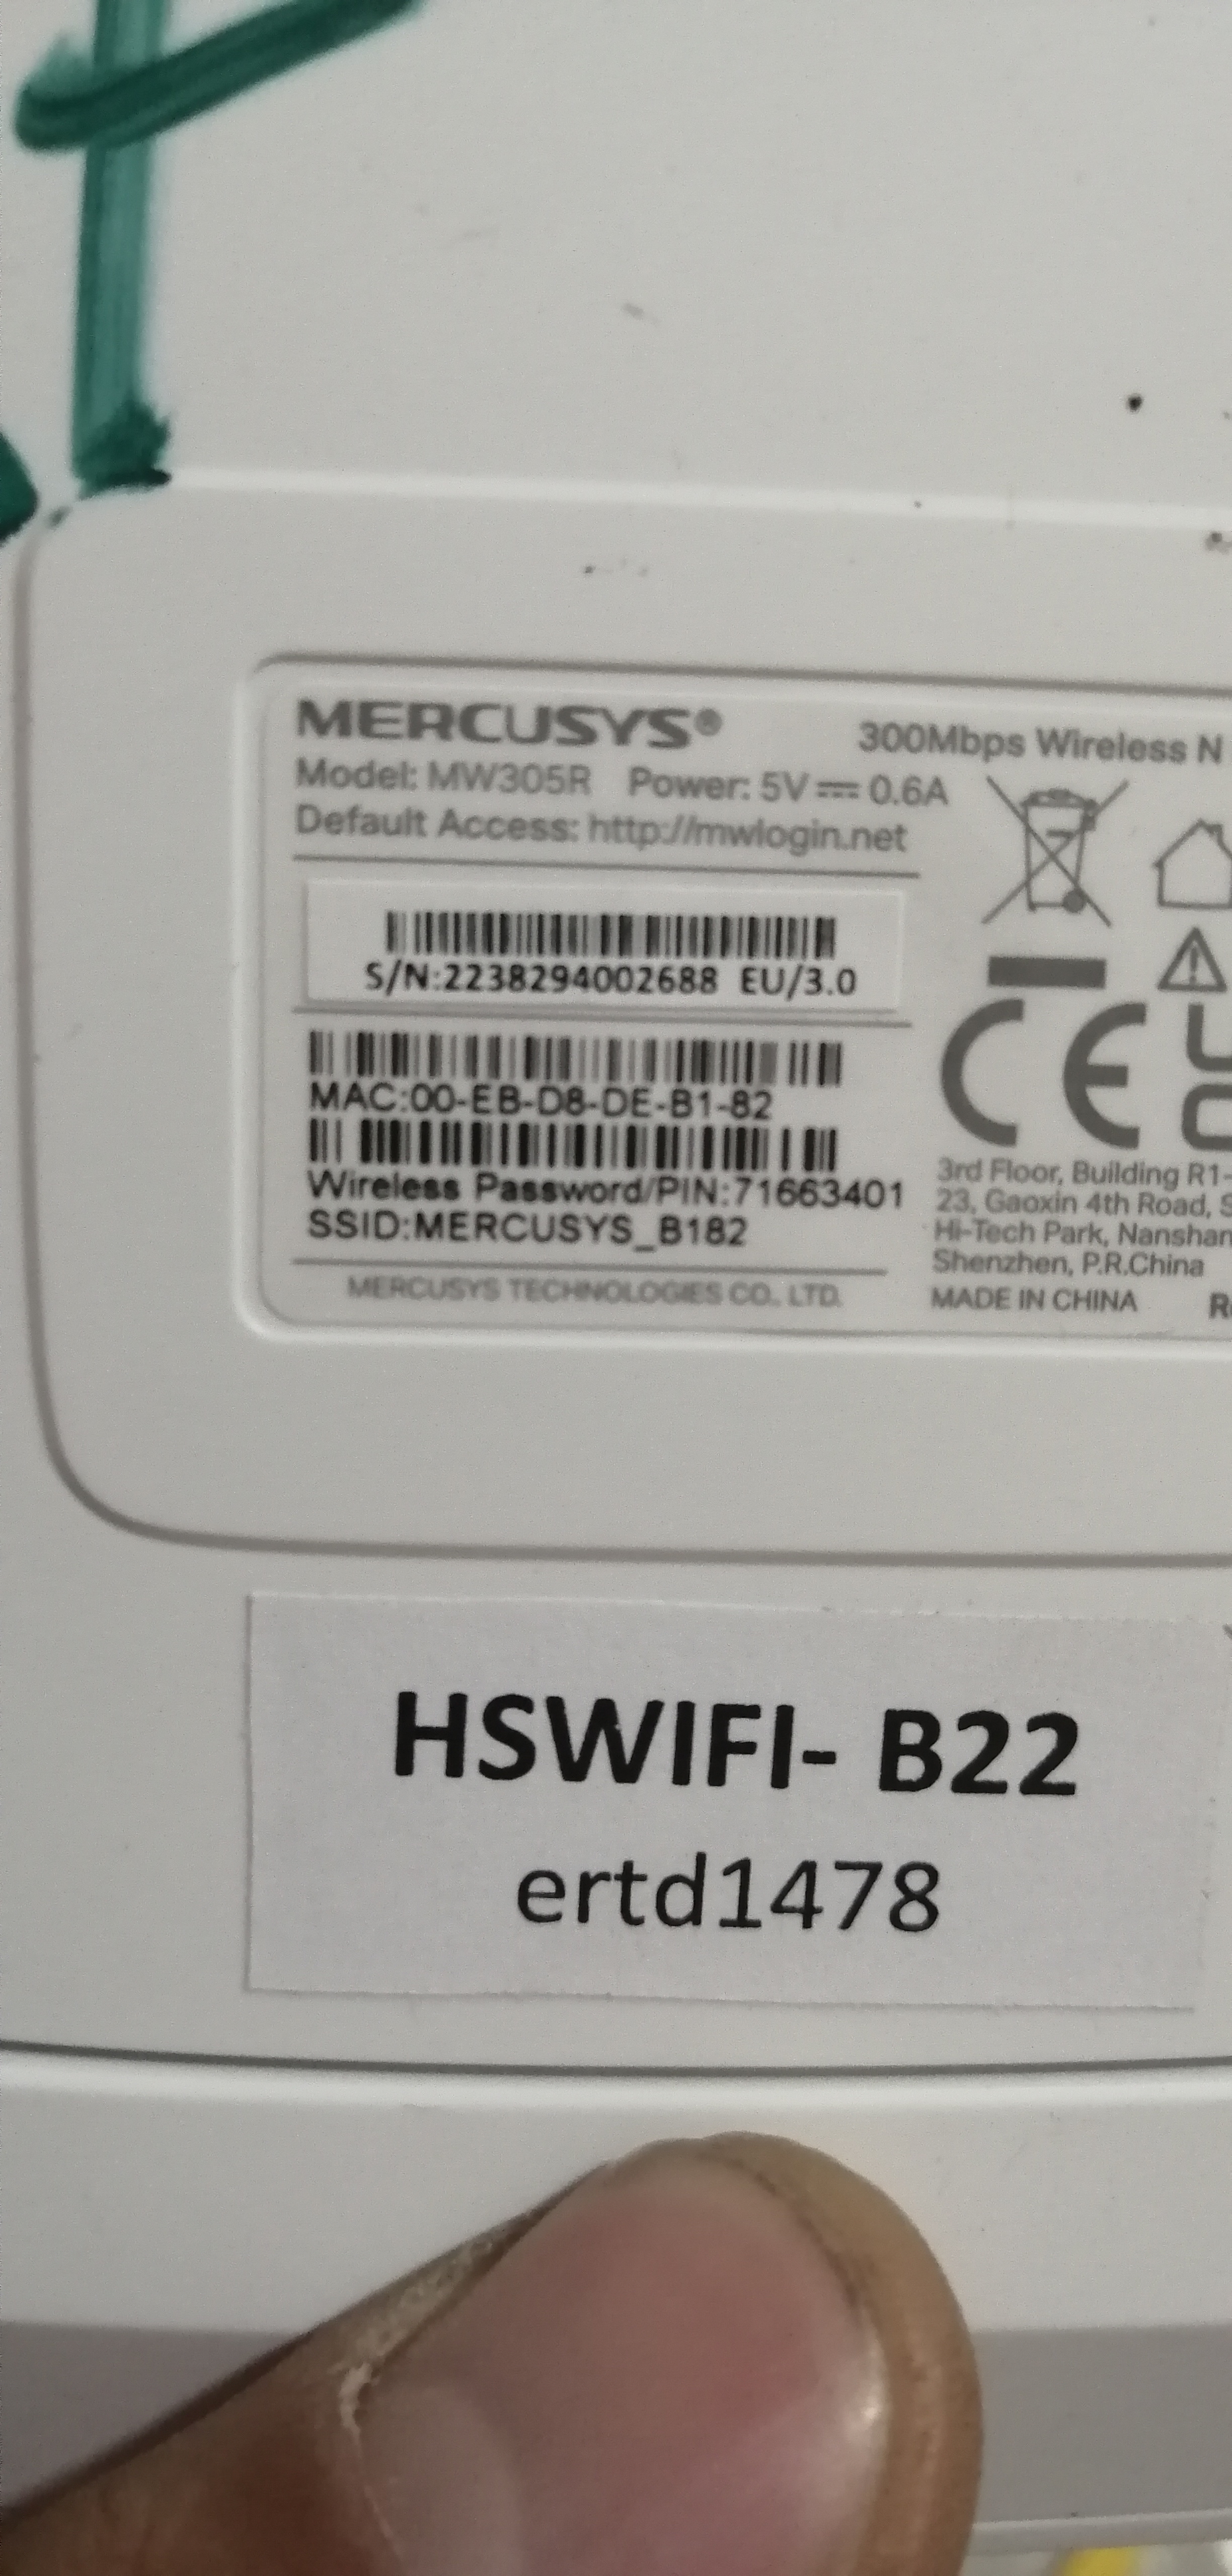 MERCUSYS®
300Mbps Wireless N
Model: MW305R Power: 5V⎓0.6A
Default Access: http://mwlogin.net
S/N:2238294002688 EU/3.0
MAC:00-EB-D8-DE-B1-82
Wireless Password/PIN:71663401
SSID:MERCUSYS_B182
MERCUSYS TECHNOLOGIES CO., LTD.
CE
3rd Floor, Building R1-
23, Gaoxin 4th Road,
Hi-Tech Park, Nanshan
Shenzhen, P.R.China
MADE IN CHINA
HSWIFI- B22
ertd1478